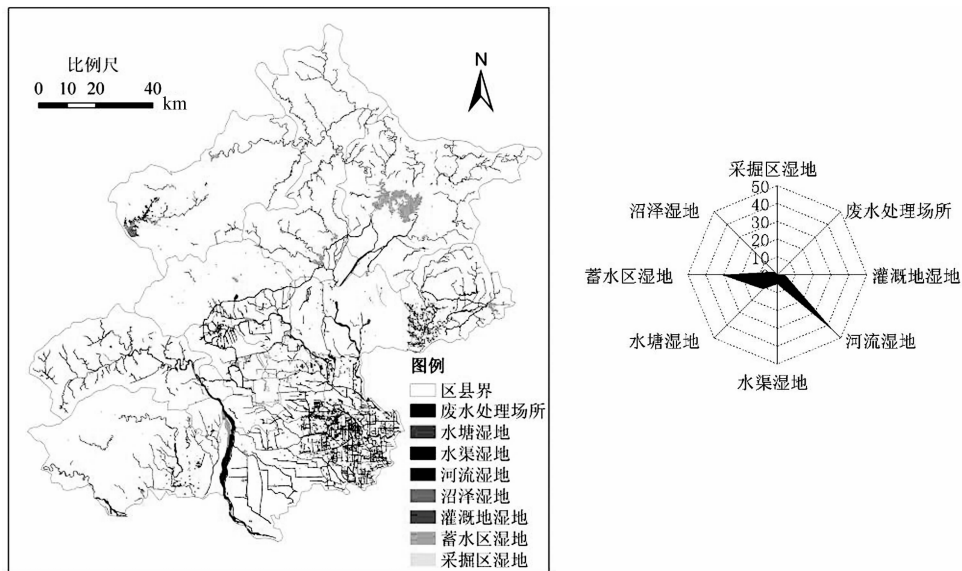 比例尺
0 10 20 40
km
N
图例
区县界
废水处理场所
水塘湿地
水渠湿地
河流湿地
沼泽湿地
灌溉地湿地
蓄水区湿地
采掘区湿地
采掘区湿地
50
40
30
20
10
0
废水处理场所
灌溉地湿地
河流湿地
水渠湿地
水塘湿地
蓄水区湿地
沼泽湿地